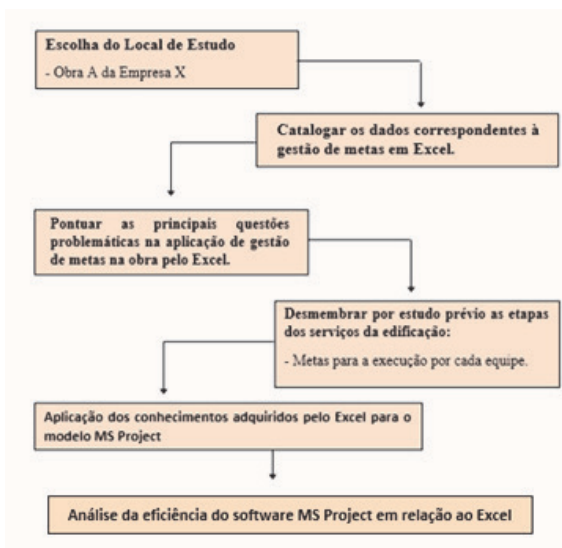 Escolha do Local de Estudo
- Obra A da Empresa X
Catalogar os dados correspondentes à
gestão de metas em Excel.
Pontuar as principais questões
problemáticas na aplicação de gestão
de metas na obra pelo Excel.
Desmembrar por estudo prévio as etapas
dos serviços da edificação:
- Metas para a execução por cada equipe.
Aplicação dos conhecimentos adquiridos pelo Excel para o
modelo MS Project
Análise da eficiência do software MS Project em relação ao Excel